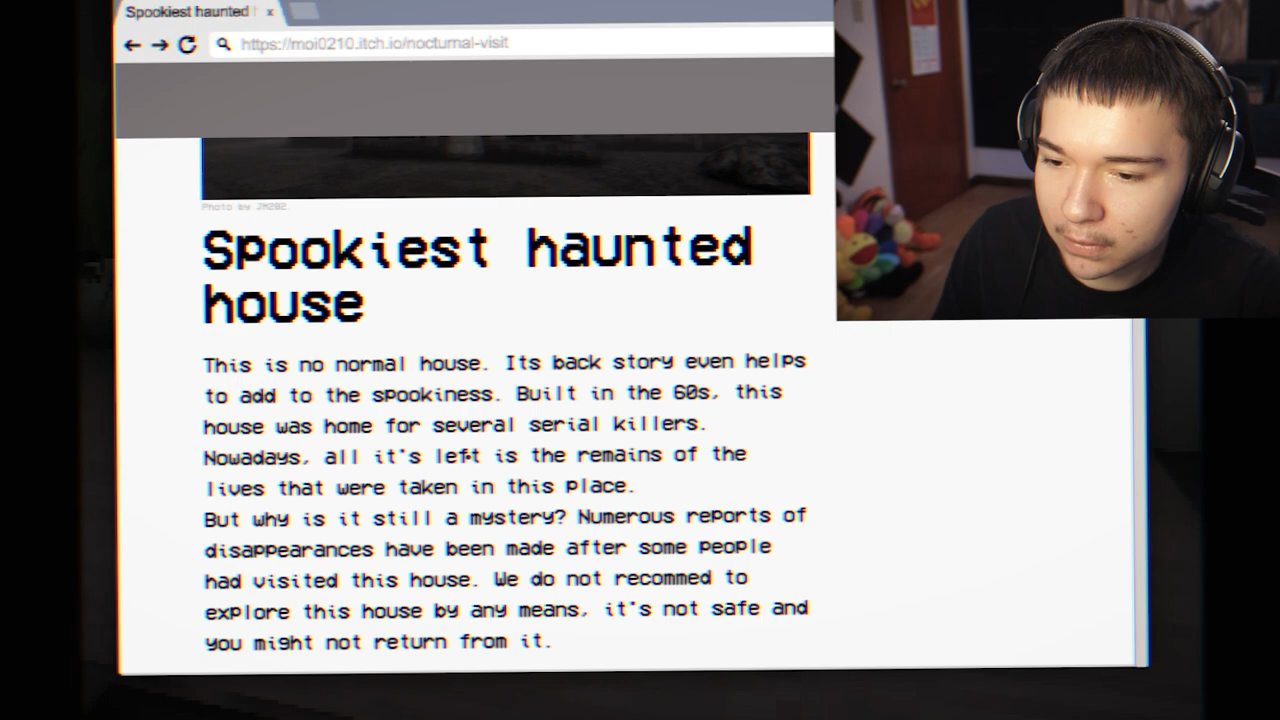 Spookiest haunted
x
https://moi0210.itch.io/nocturnal-visit
Photo by JM202.
Spookiest haunted
house
This is no normal house. Its back story even helps
to add to the spookiness. Built in the 60s, this
house was home for several serial killers.
Nowadays, all it's left is the remains of the
lives that were taken in this place.
But why is it still a mystery? Numerous reports of
disappearances have been made after some people
had visited this house. We do not recommed to
explore this house by any means, it's not safe and
you might not return from it.